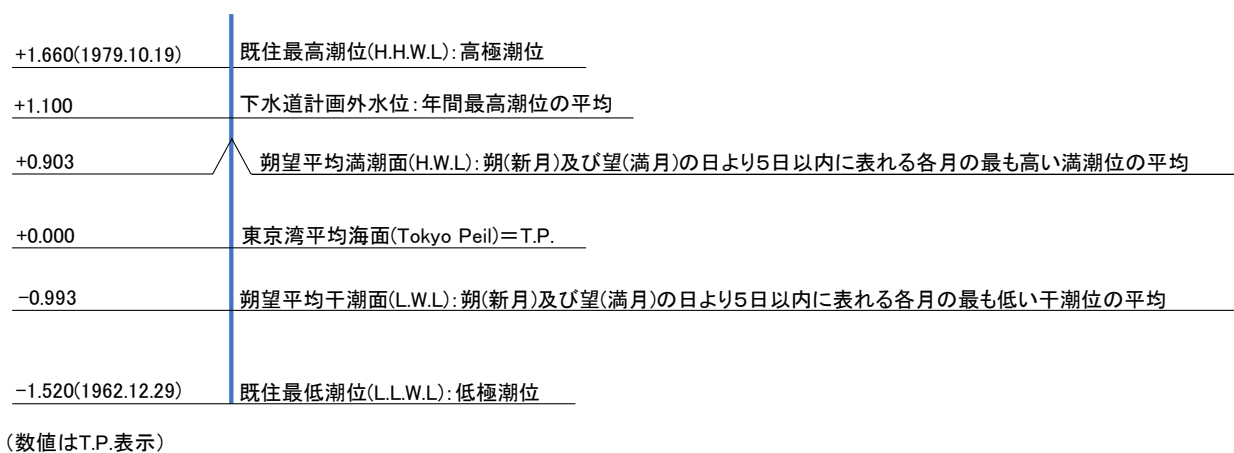 +1.660(1979.10.19) 既住最高潮位(H.H.W.L):高極潮位
+1.100 下水道計画外水位:年間最高潮位の平均
+0.903 朔望平均満潮面(H.W.L):朔(新月)及び望(満月)の日より5日以内に表れる各月の最も高い満潮位の平均
+0.000 東京湾平均海面(Tokyo Peil)=T.P.
-0.993 朔望平均干潮面(L.W.L):朔(新月)及び望(満月)の日より5日以内に表れる各月の最も低い干潮位の平均
-1.520(1962.12.29) 既住最低潮位(L.L.W.L):低極潮位
(数値はT.P.表示)